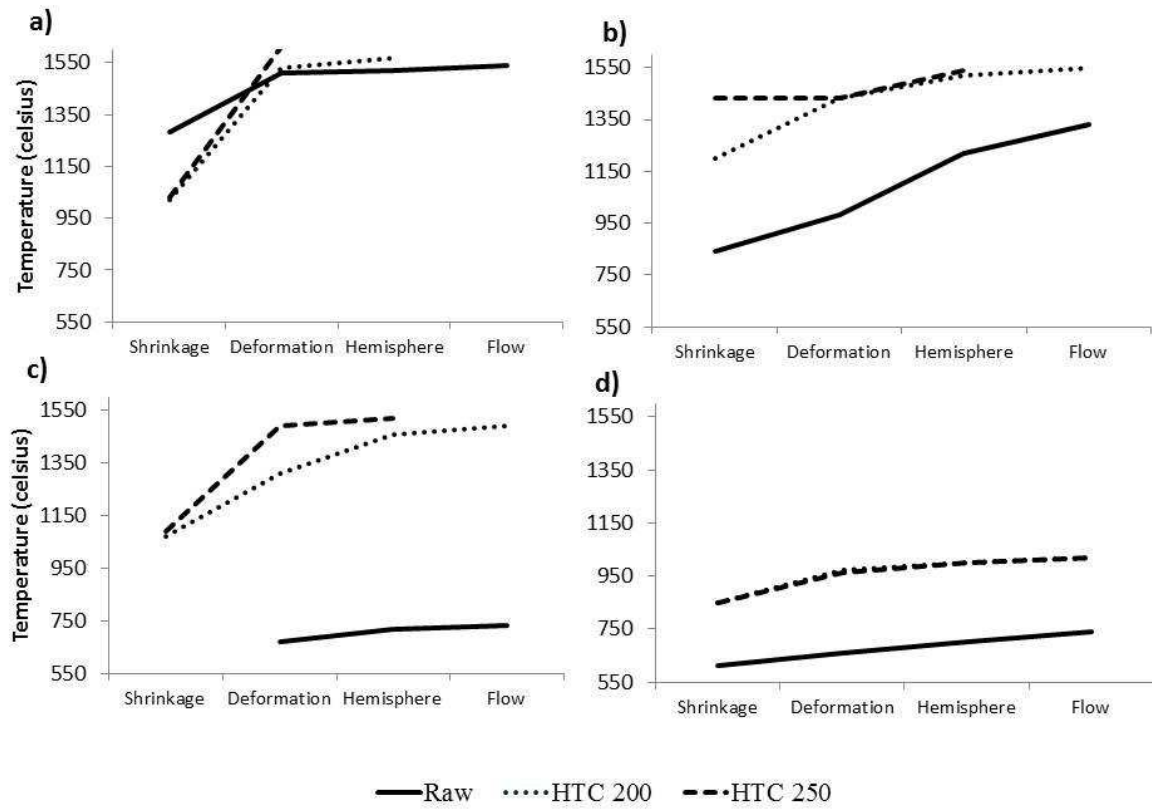 a)
Temperature (celsius)
1550
1350
1150
950
750
550
Shrinkage Deformation Hemisphere Flow
b)
1550
1350
1150
950
750
550
Shrinkage Deformation Hemisphere Flow
c)
Temperature (celsius)
1550
1350
1150
950
750
550
Shrinkage Deformation Hemisphere Flow
d)
1550
1350
1150
950
750
550
Shrinkage Deformation Hemisphere Flow
Raw HTC 200 HTC 250